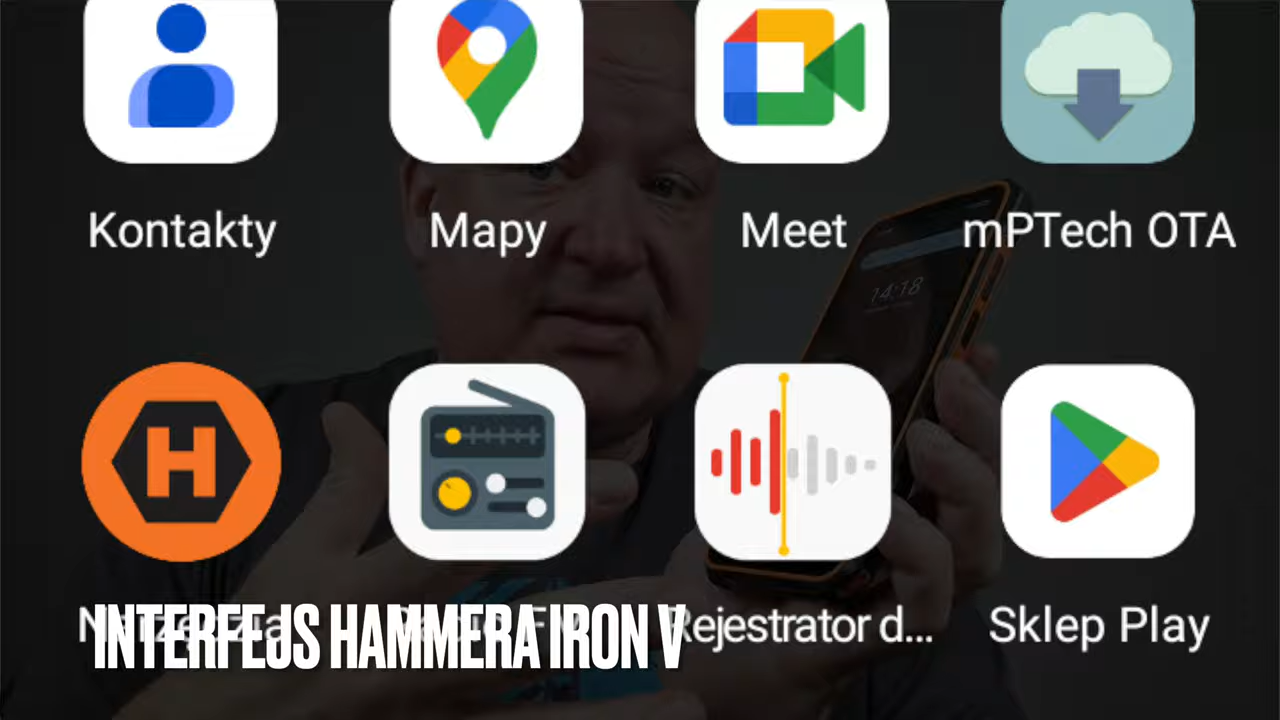 Kontakty
Mapy
Meet
mPTech OTA
14:18
H
Rejestrator d...
Sklep Play
INTERFEJS HAMMERA IRON V